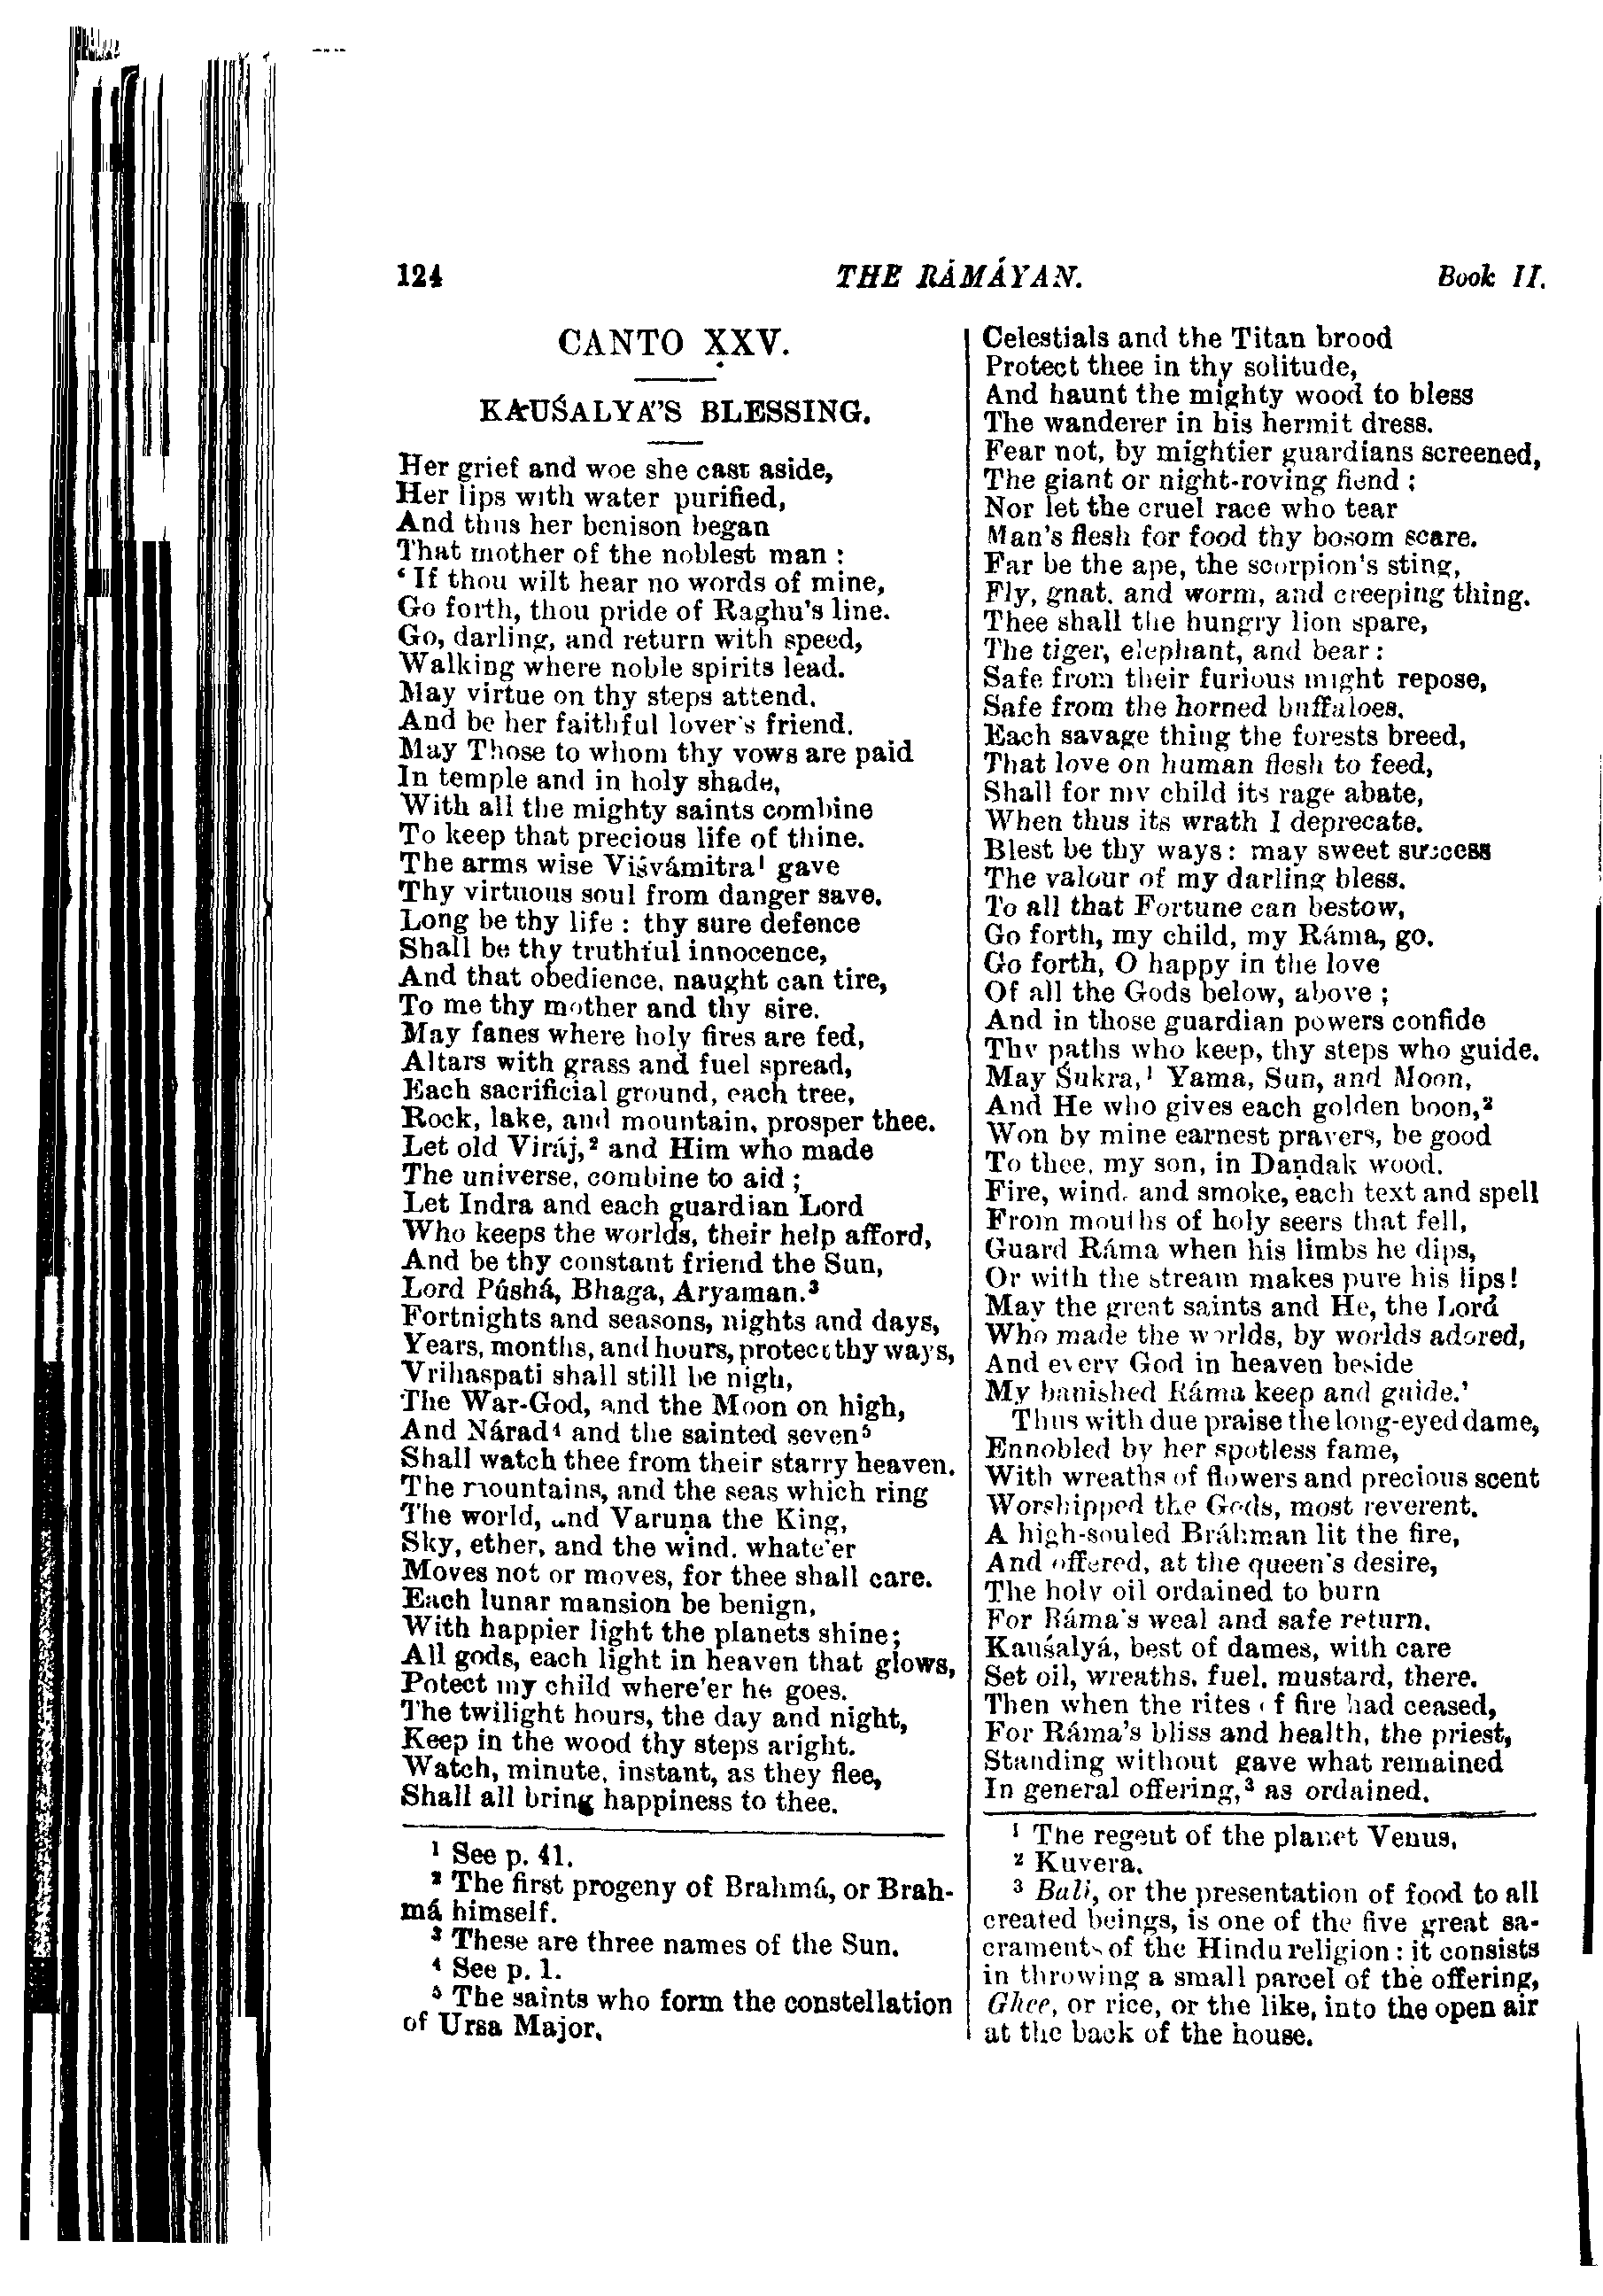 124 THE RÁMÁYAN. Book II.
CANTO XXV.
KAUŚALYÁ'S BLESSING.
Her grief and woe she cast aside,
Her lips with water purified,
And thus her benison began
That mother of the noblest man :
‘If thou wilt hear no words of mine,
Go forth, thou pride of Raghu's line.
Go, darling, and return with speed,
Walking where noble spirits lead.
May virtue on thy steps attend,
And be her faithful lover's friend.
May Those to whom thy vows are paid
In temple and in holy shade,
With all the mighty saints combine
To keep that precious life of thine.
The arms wise Viśvámitra¹ gave
Thy virtuous soul from danger save.
Long be thy life : thy sure defence
Shall be thy truthful innocence,
And that obedience, naught can tire,
To me thy mother and thy sire.
May fanes where holy fires are fed,
Altars with grass and fuel spread,
Each sacrificial ground, each tree,
Rock, lake, and mountain, prosper thee.
Let old Viráj,² and Him who made
The universe, combine to aid ;
Let Indra and each guardian Lord
Who keeps the worlds, their help afford,
And be thy constant friend the Sun,
Lord Púshá, Bhaga, Aryaman.³
Fortnights and seasons, nights and days,
Years, months, and hours, protect thy ways,
Vrihaspati shall still be nigh,
The War-God, and the Moon on high,
And Nárad⁴ and the sainted seven⁵
Shall watch thee from their starry heaven.
The mountains, and the seas which ring
The world, and Varuṇa the King,
Sky, ether, and the wind, whate'er
Moves not or moves, for thee shall care.
Each lunar mansion be benign,
With happier light the planets shine;
All gods, each light in heaven that glows,
Potect my child where'er he goes.
The twilight hours, the day and night,
Keep in the wood thy steps aright.
Watch, minute, instant, as they flee,
Shall all bring happiness to thee.
¹ See p. 41.
² The first progeny of Brahmá, or Brah-
má himself.
³ These are three names of the Sun.
⁴ See p. 1.
⁵ The saints who form the constellation
of Ursa Major.
Celestials and the Titan brood
Protect thee in thy solitude,
And haunt the mighty wood to bless
The wanderer in his hermit dress.
Fear not, by mightier guardians screened,
The giant or night-roving fiend ;
Nor let the cruel race who tear
Man's flesh for food thy bosom scare.
Far be the ape, the scorpion's sting,
Fly, gnat, and worm, and creeping thing.
Thee shall the hungry lion spare,
The tiger, elephant, and bear :
Safe from their furious might repose,
Safe from the horned buffaloes.
Each savage thing the forests breed,
That love on human flesh to feed,
Shall for my child its rage abate,
When thus its wrath I deprecate.
Blest be thy ways : may sweet success
The valour of my darling bless.
To all that Fortune can bestow,
Go forth, my child, my Ráma, go.
Go forth, O happy in the love
Of all the Gods below, above ;
And in those guardian powers confide
Thy paths who keep, thy steps who guide.
May Śukra,¹ Yama, Sun, and Moon,
And He who gives each golden boon,²
Won by mine earnest prayers, be good
To thee, my son, in Daṇḍak wood.
Fire, wind, and smoke, each text and spell
From mouths of holy seers that fell,
Guard Ráma when his limbs he dips,
Or with the stream makes pure his lips!
May the great saints and He, the Lord
Who made the worlds, by worlds adored,
And every God in heaven beside
My banished Ráma keep and guide.’
Thus with due praise the long-eyed dame,
Ennobled by her spotless fame,
With wreaths of flowers and precious scent
Worshipped the Gods, most reverent.
A high-souled Bráhman lit the fire,
And offered, at the queen's desire,
The holy oil ordained to burn
For Ráma's weal and safe return.
Kauśalyá, best of dames, with care
Set oil, wreaths, fuel, mustard, there.
Then when the rites of fire had ceased,
For Ráma's bliss and health, the priest,
Standing without gave what remained
In general offering,³ as ordained.
¹ The regent of the planet Venus.
² Kuvera.
³ Bali, or the presentation of food to all
created beings, is one of the five great sa-
craments of the Hindu religion : it consists
in throwing a small parcel of the offering,
Ghee, or rice, or the like, into the open air
at the back of the house.